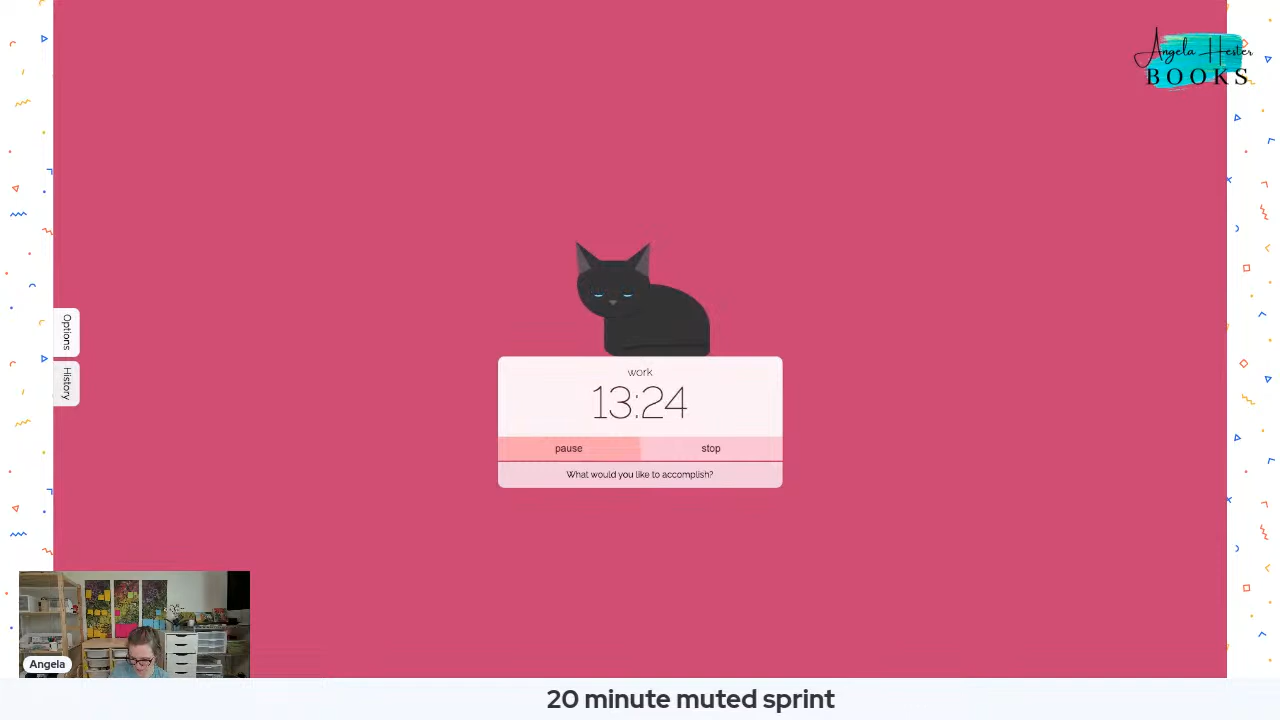 Angela Hester
BOOKS
Options
History
work
13:24
pause
stop
What would you like to accomplish?
Angela
20 minute muted sprint